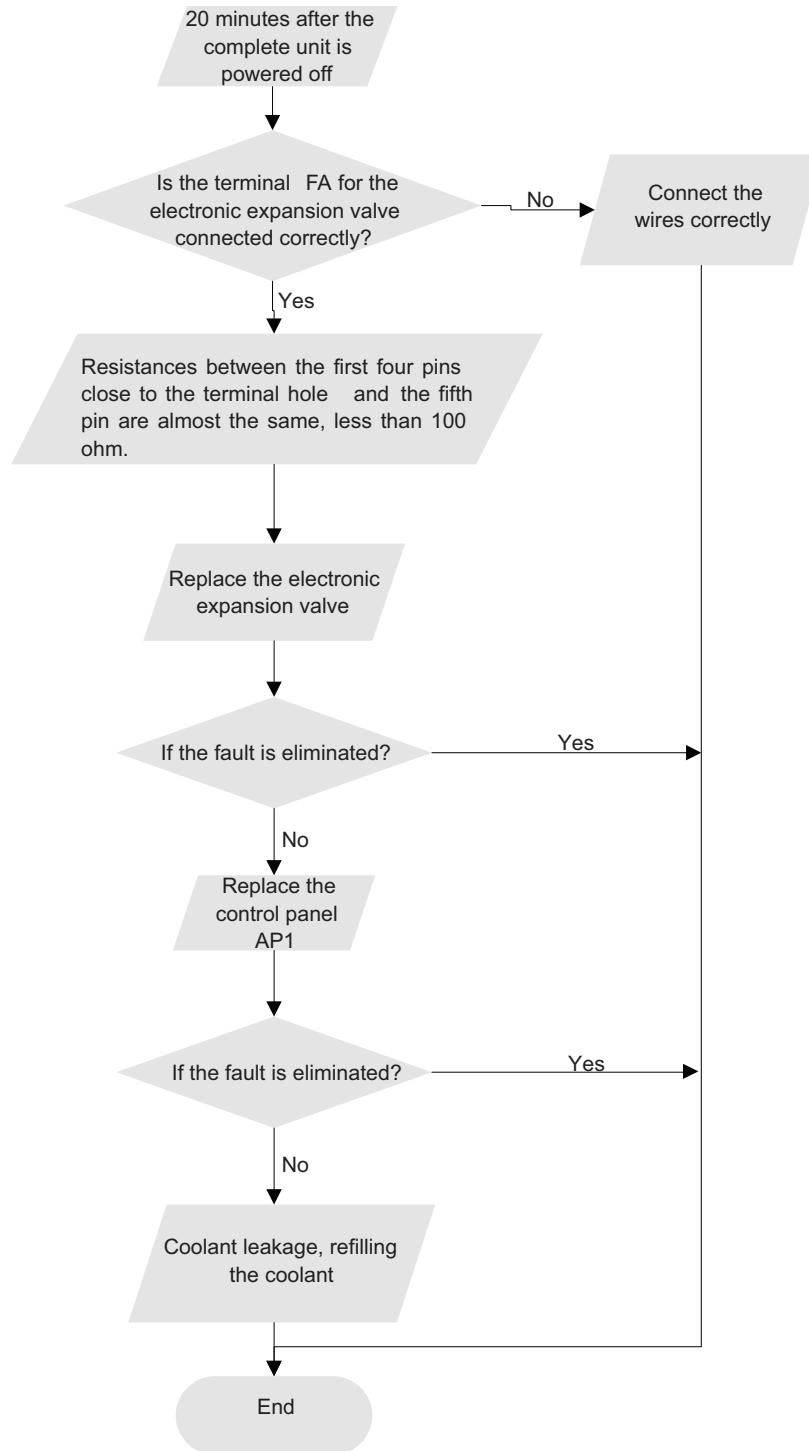 20 minutes after the
complete unit is
powered off
Is the terminal FA for the
electronic expansion valve
connected correctly?
No
Connect the
wires correctly
Yes
Resistances between the first four pins
close to the terminal hole and the fifth
pin are almost the same, less than 100
ohm.
Replace the electronic
expansion valve
If the fault is eliminated?
Yes
No
Replace the
control panel
AP1
If the fault is eliminated?
Yes
No
Coolant leakage, refilling
the coolant
End